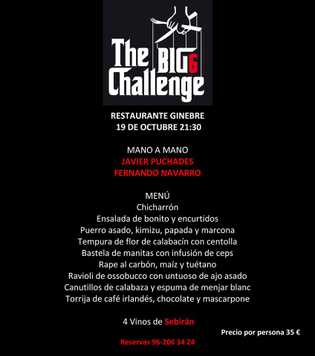 The BIG 6
Challenge
RESTAURANTE GINEBRE
19 DE OCTUBRE 21:30
MANO A MANO
JAVIER PUCHADES
FERNANDO NAVARRO
MENÚ
Chicharrón
Ensalada de bonito y encurtidos
Puerro asado, kimizu, papada y marcona
Tempura de flor de calabacín con centolla
Bastela de manitas con infusión de ceps
Rape al carbón, maíz y tuétano
Ravioli de ossobucco con untuoso de ajo asado
Canutillos de calabaza y espuma de menjar blanc
Torrija de café irlandés, chocolate y mascarpone
4 Vinos de Sebirán
Precio por persona 35 €
Reservas 96 266 34 24